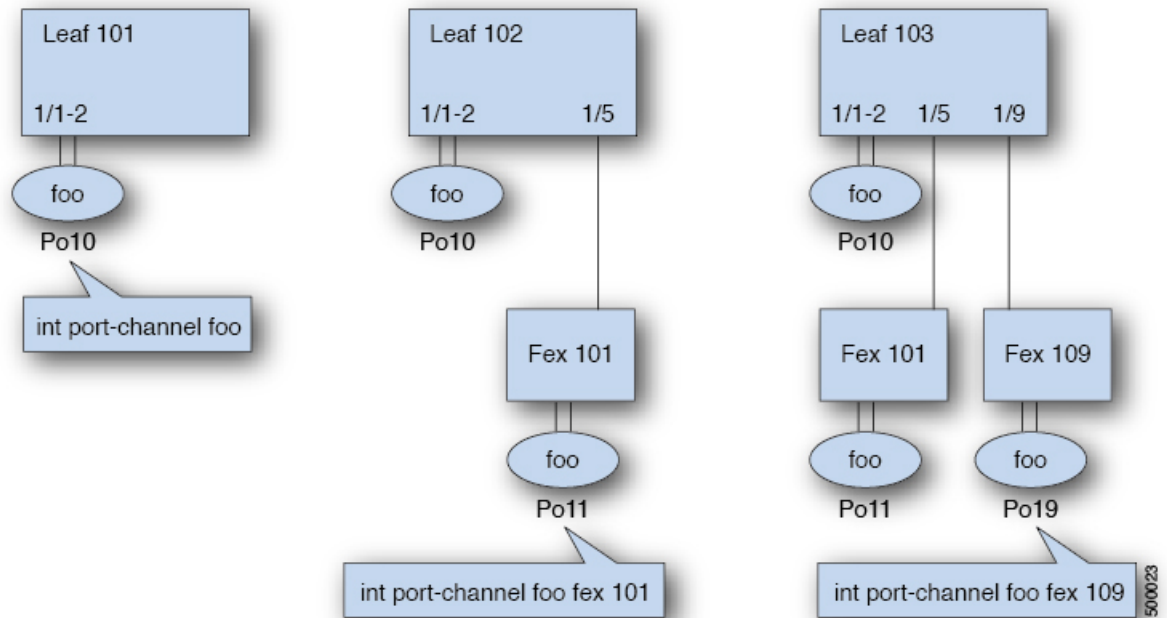 Leaf 101
1/1-2
foo
Po10
int port-channel foo
Leaf 102
1/1-2 1/5
foo
Po10
Fex 101
foo
Po11
int port-channel foo fex 101
Leaf 103
1/1-2 1/5 1/9
foo
Po10
Fex 101
foo
Po11
Fex 109
foo
Po19
int port-channel foo fex 109
500023